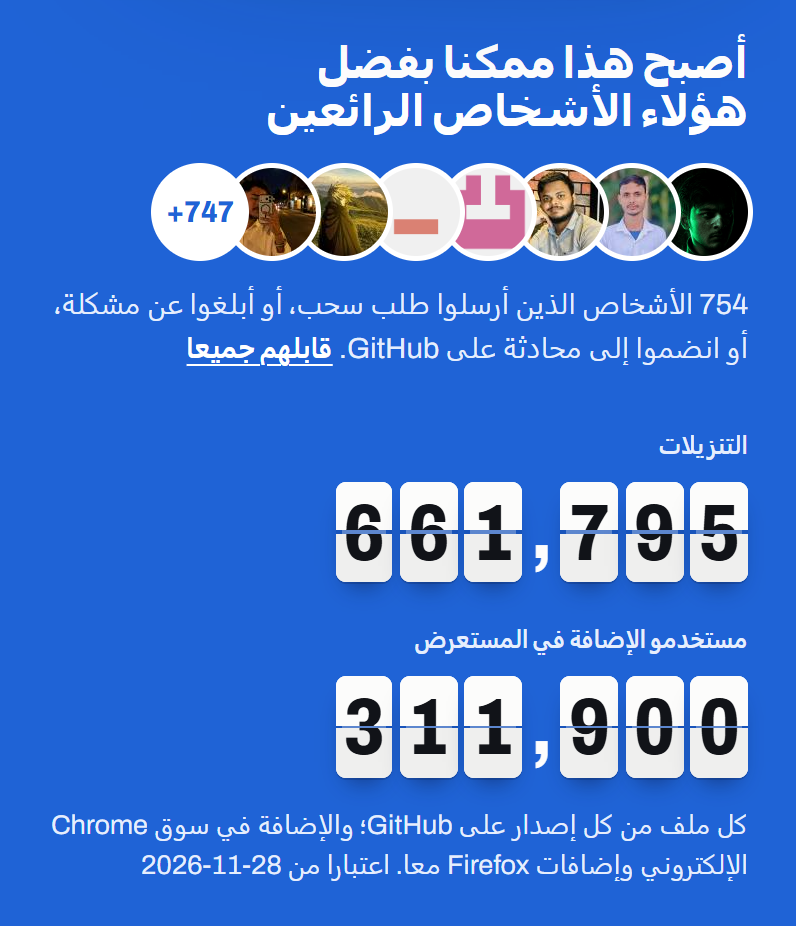 أصبح هذا ممكنا بفضل
هؤلاء الأشخاص الرائعين
+747
754 الأشخاص الذين أرسلوا طلب سحب، أو أبلغوا عن مشكلة،
أو انضموا إلى محادثة على GitHub. قابلهم جميعا
التنزيلات
661,795
مستخدمو الإضافة في المستعرض
311,900
كل ملف من كل إصدار على GitHub؛ والإضافة في سوق Chrome
الإلكتروني وإضافات Firefox معا. اعتبارا من 28-11-2026